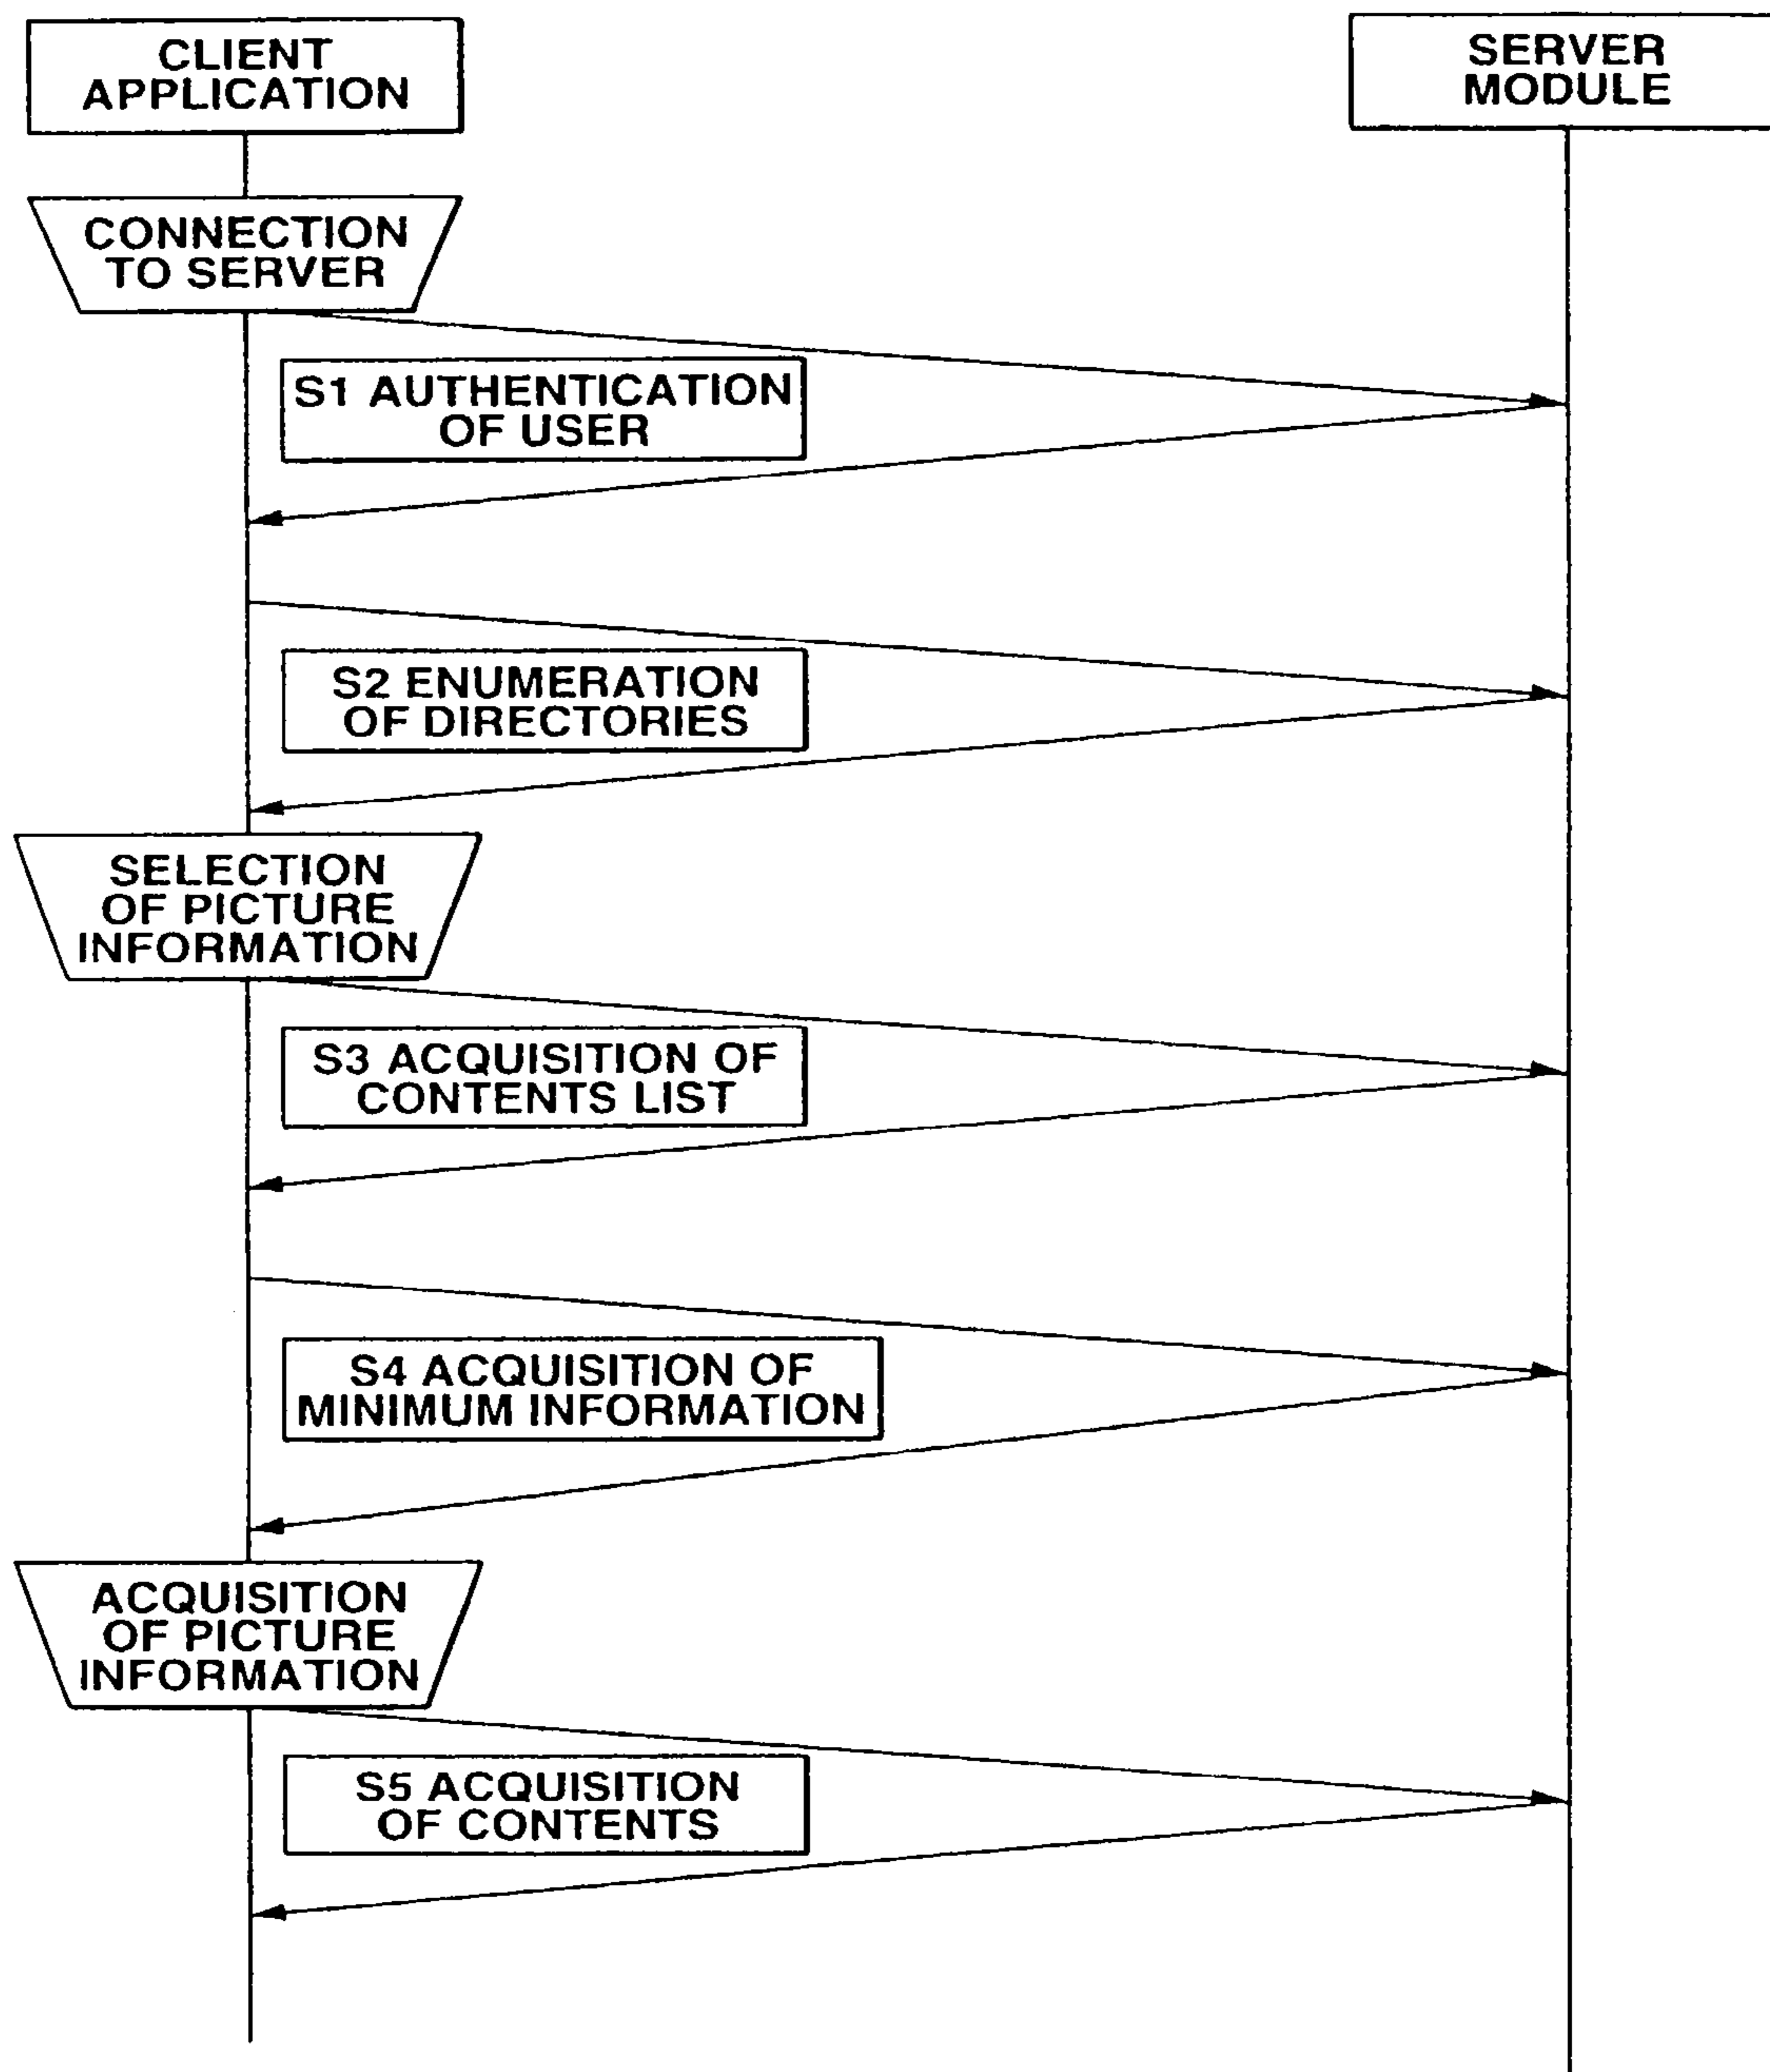 CLIENT
APPLICATION
SERVER
MODULE
CONNECTION
TO SERVER
S1 AUTHENTICATION
OF USER
S2 ENUMERATION
OF DIRECTORIES
SELECTION
OF PICTURE
INFORMATION
S3 ACQUISITION OF
CONTENTS LIST
S4 ACQUISITION OF
MINIMUM INFORMATION
ACQUISITION
OF PICTURE
INFORMATION
S5 ACQUISITION
OF CONTENTS